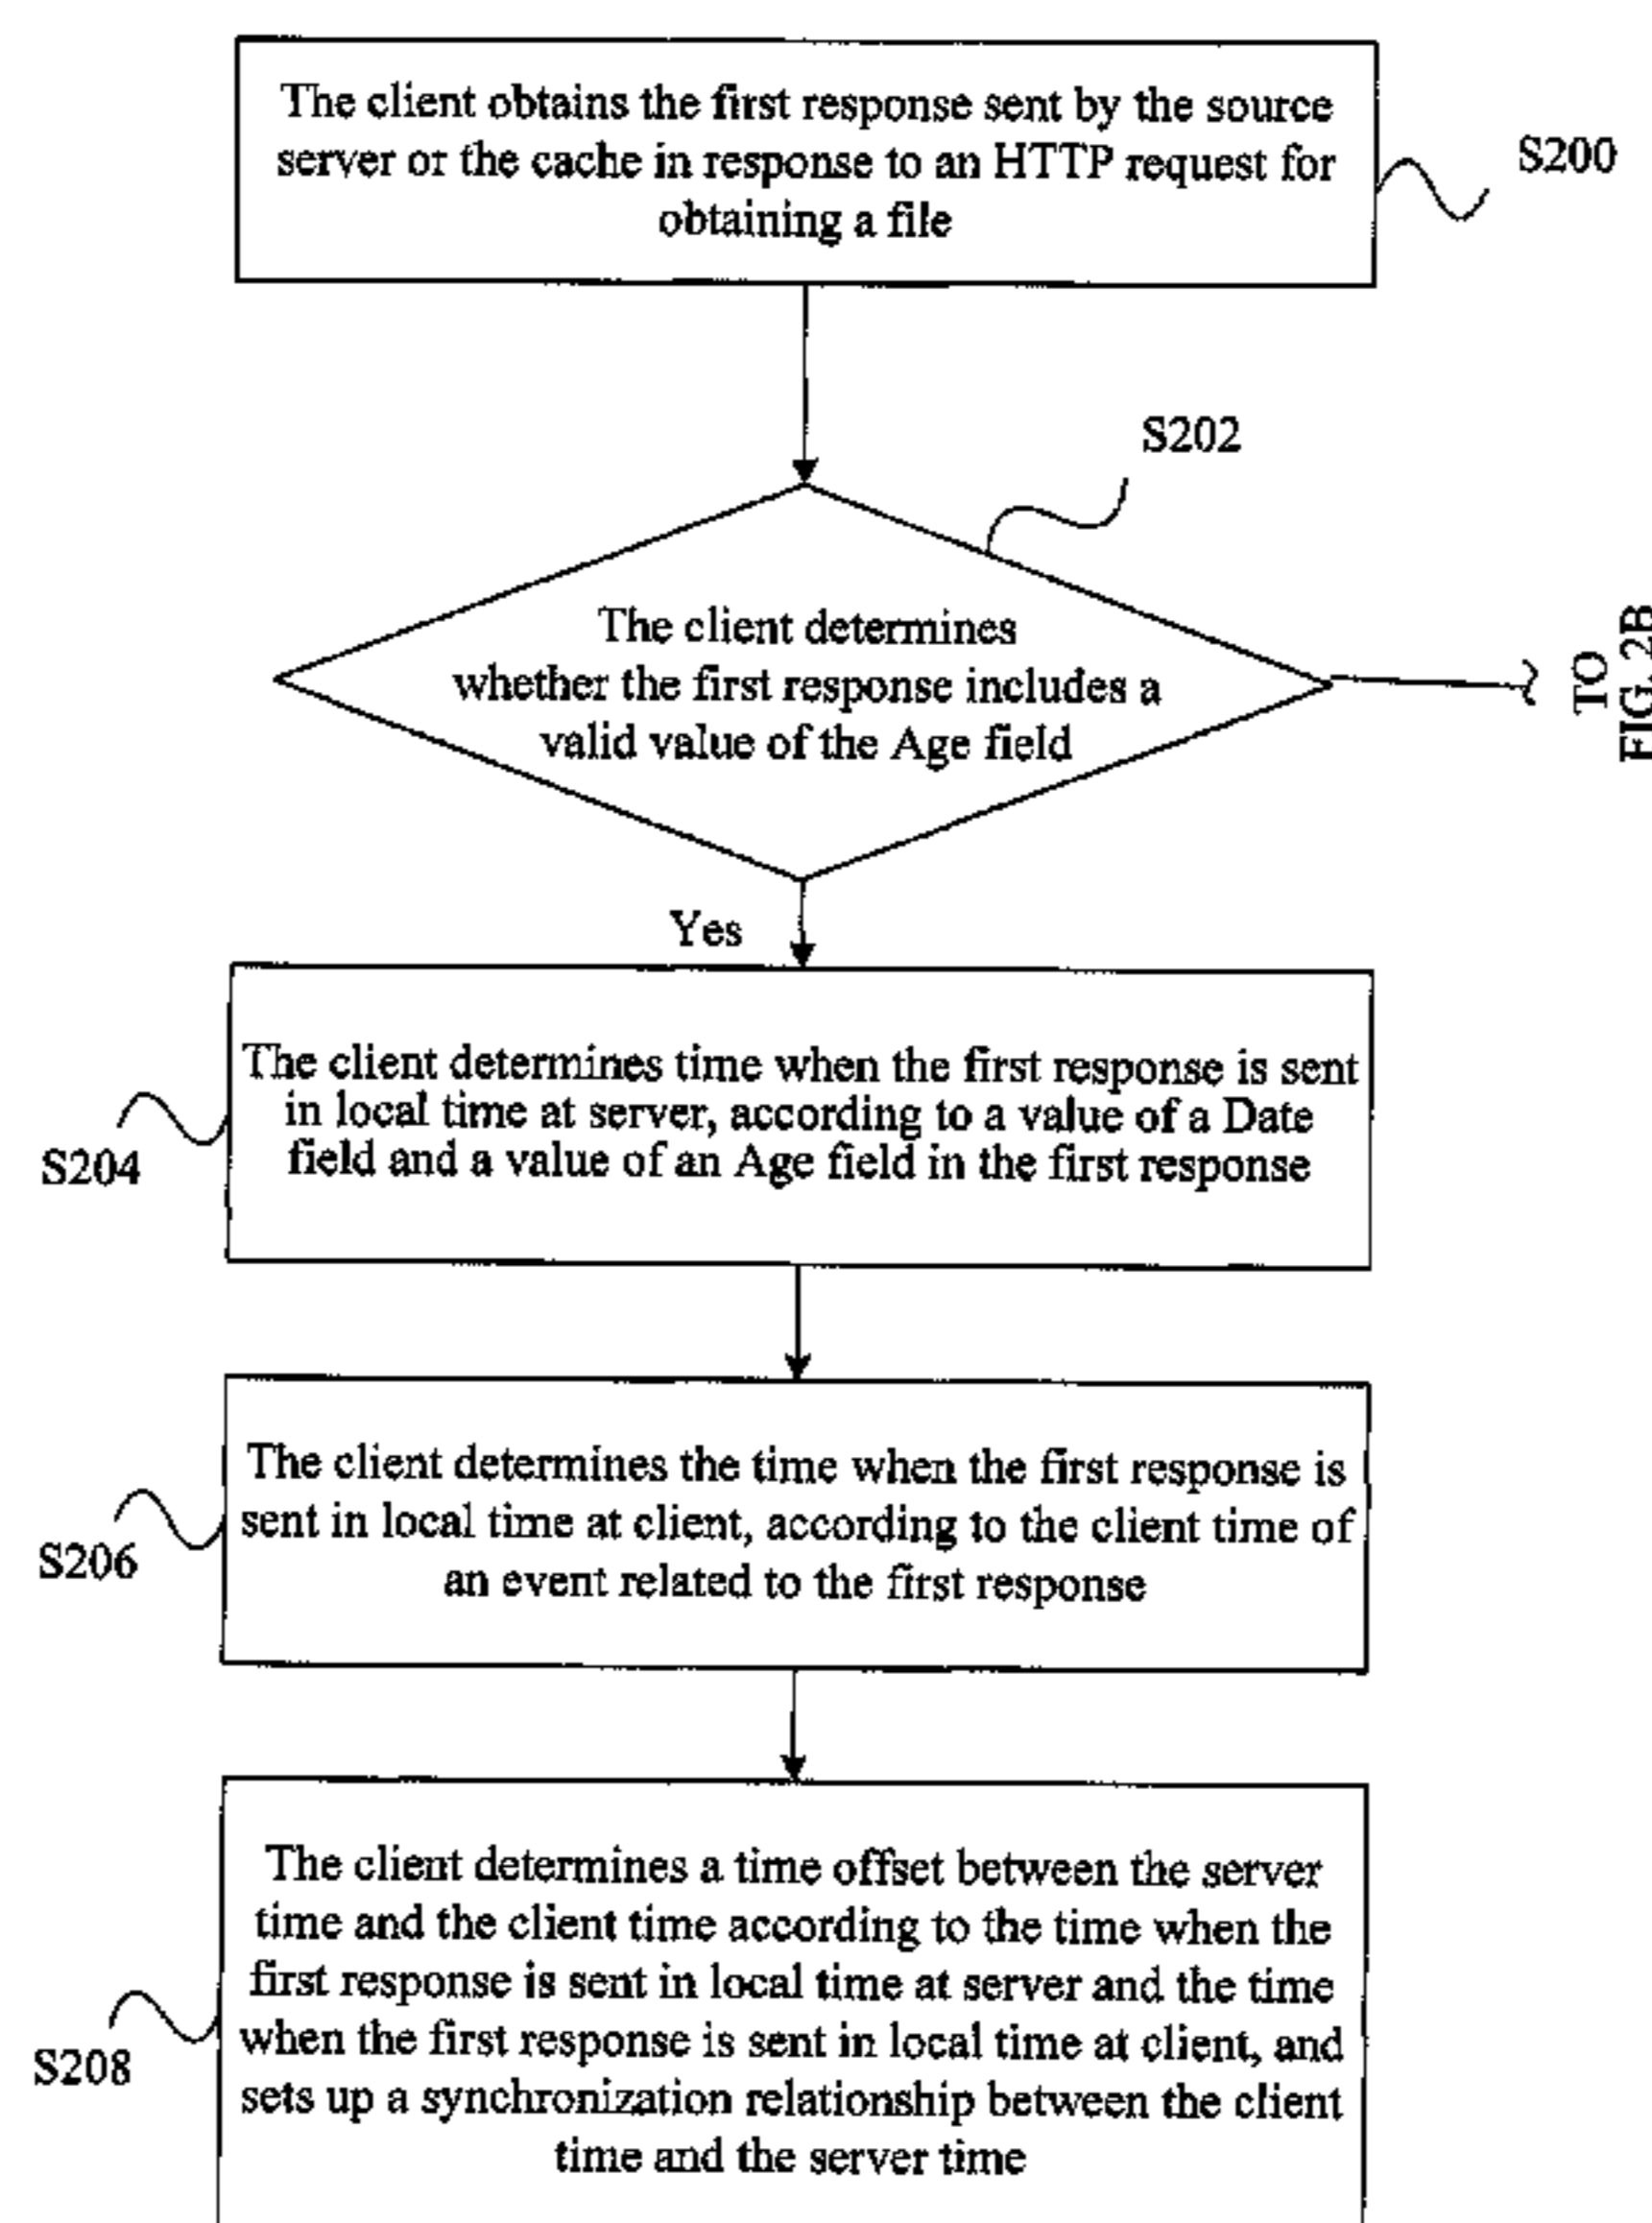 The client obtains the first response sent by the source
server or the cache in response to an HTTP request for
obtaining a file
S200
S202
The client determines
whether the first response includes a
valid value of the Age field
TO
FIG. 2B
Yes
The client determines time when the first response is sent
in local time at server, according to a value of a Date
field and a value of an Age field in the first response
S204
The client determines the time when the first response is
sent in local time at client, according to the client time of
an event related to the first response
S206
The client determines a time offset between the server
time and the client time according to the time when the
first response is sent in local time at server and the time
when the first response is sent in local time at client, and
sets up a synchronization relationship between the client
time and the server time
S208